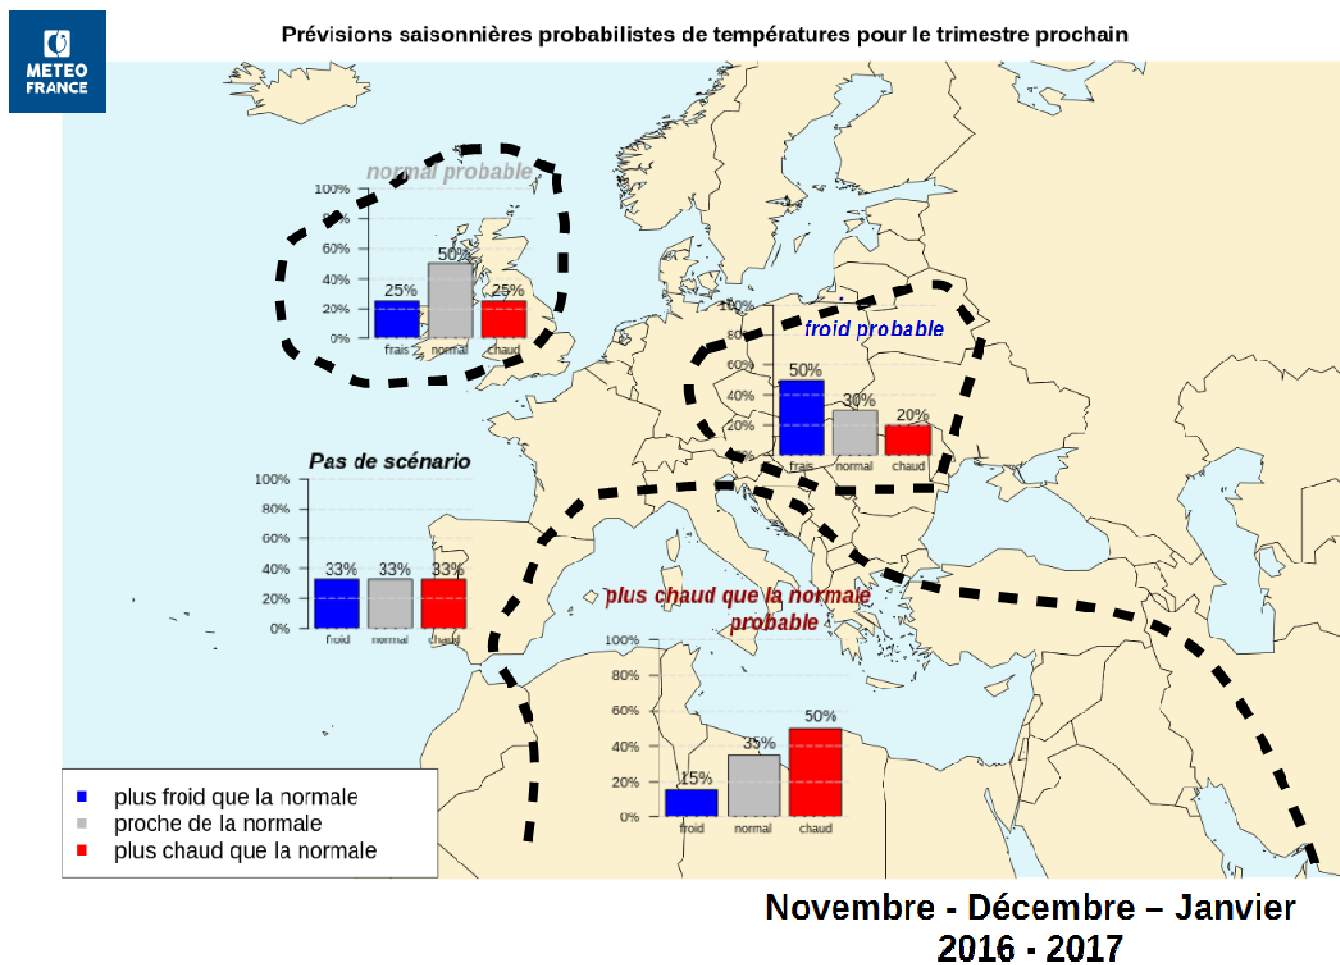 METEO
FRANCE
Prévisions saisonnières probabilistes de températures pour le trimestre prochain
normal probable
100%
80%
60%
40%
20%
0%
25%
50%
25%
frais
normal
chaud
100%
80%
60%
40%
20%
0%
froid probable
50%
30%
20%
frais
normal
chaud
Pas de scénario
100%
80%
60%
40%
20%
0%
33%
33%
33%
froid
normal
chaud
plus chaud que la normale
probable
100%
80%
60%
40%
20%
0%
15%
35%
50%
froid
normal
chaud
plus froid que la normale
proche de la normale
plus chaud que la normale
Novembre - Décembre – Janvier
2016 - 2017